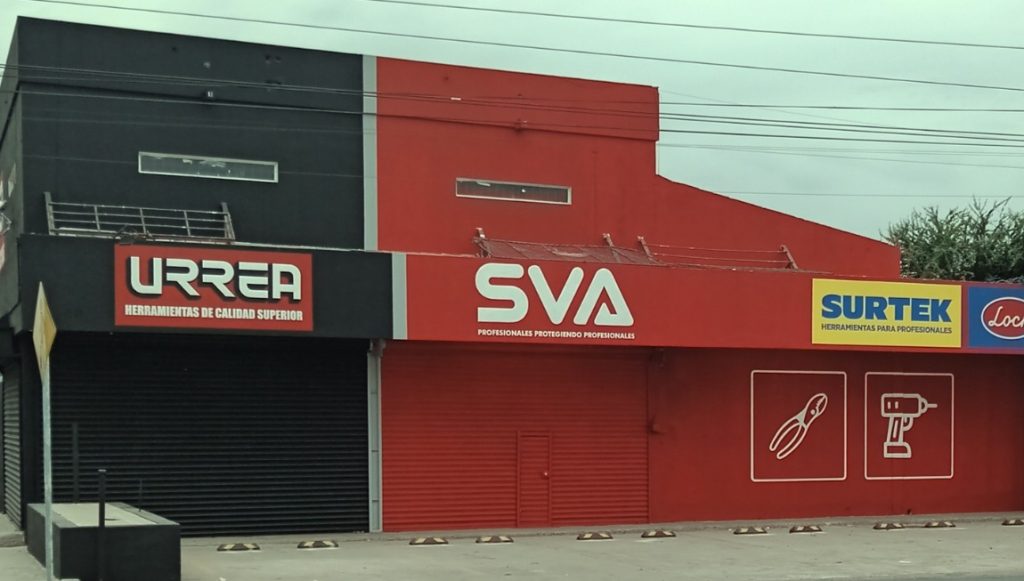 URREA
HERRAMIENTAS DE CALIDAD SUPERIOR
SVA
PROFESIONALES PROTEGIENDO PROFESIONALES
SURTEK
HERRAMIENTAS PARA PROFESIONALES